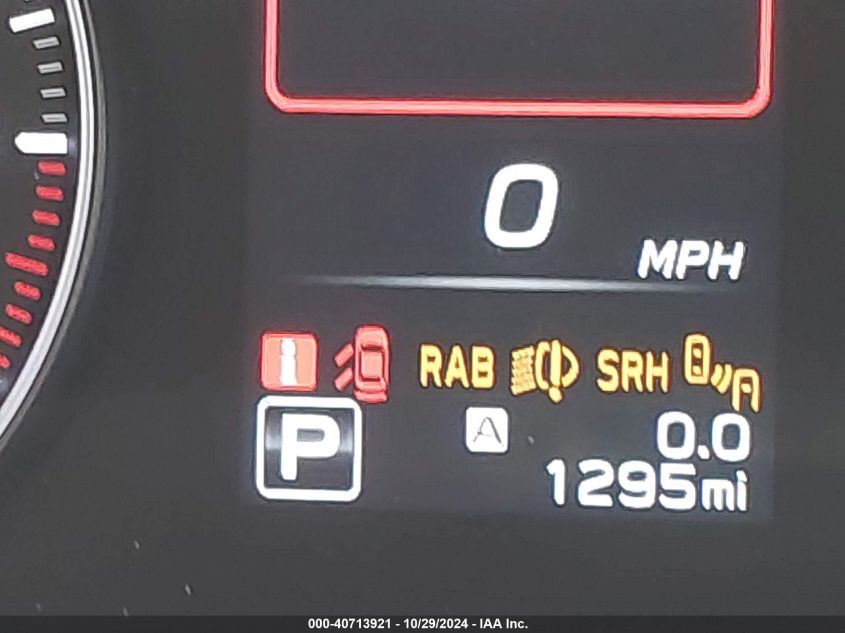 0
MPH
i RAB SRH
P A 0.0
1295mi
000-40713921 - 10/29/2024 - IAA Inc.